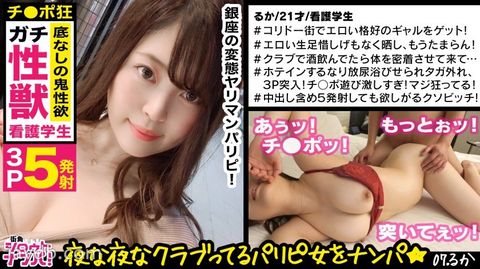 チ●ポ狂
底なしの鬼性欲
ガチ性獣
看護学生
3P5発射
銀座の変態ヤリマンパリピ!
るか/21才/看護学生
#コリドー街でエロい格好のギャルをゲット!
#エロい生足惜しげもなく晒し、もうたまらん!
#クラブで酒飲んでたら体を密着させて来て…
#ホテインするなり放尿浴びせられタガ外れ、
3P突入!チ○ポ遊び激しすぎ!マジ狂ってる!
#中出し含め5発射しても欲しがるクソビッチ!
あぅッ!
チ●ポッ!
もっとぉッ!
突いてぇッ!
夜な夜なクラブってるパリピ女をナンパ★
07.るか